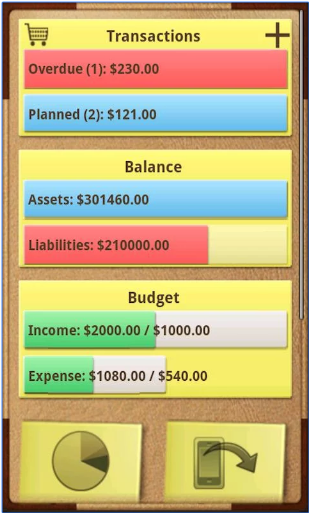 Transactions
Overdue (1): $230.00
Planned (2): $121.00
Balance
Assets: $301460.00
Liabilities: $210000.00
Budget
Income: $2000.00 / $1000.00
Expense: $1080.00 / $540.00